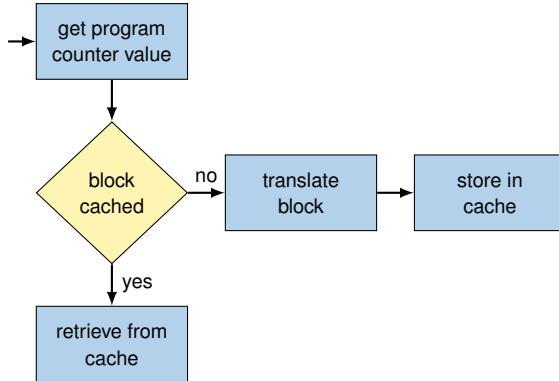 get program
counter value
block
cached
no
translate
block
store in
cache
yes
retrieve from
cache